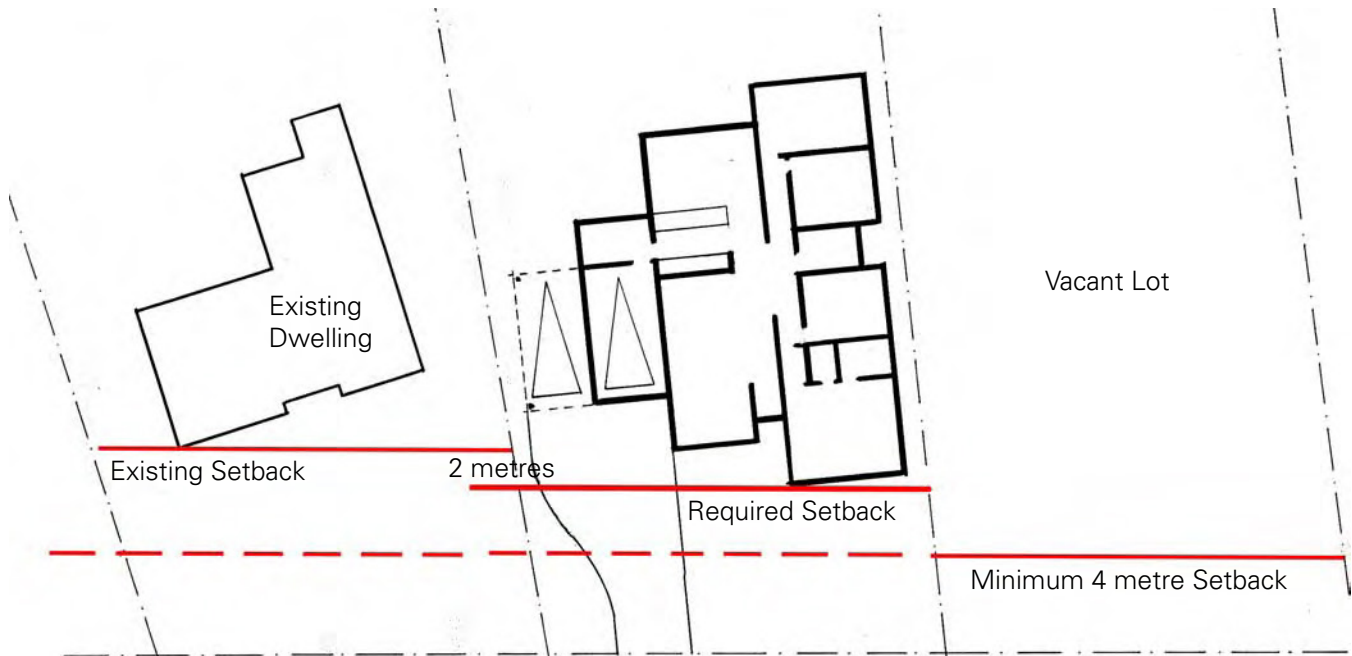 Existing
Dwelling
Vacant Lot
Existing Setback
2 metres
Required Setback
Minimum 4 metre Setback